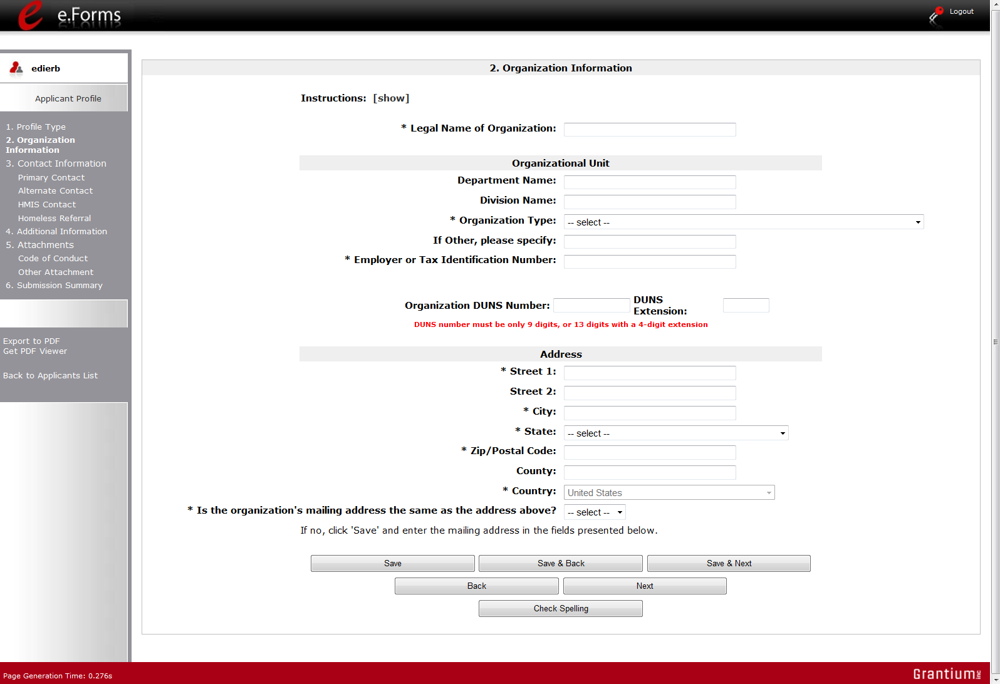 e e.Forms
Logout
edierb
Applicant Profile
1. Profile Type
2. Organization
Information
3. Contact Information
Primary Contact
Alternate Contact
HMIS Contact
Homeless Referral
4. Additional Information
5. Attachments
Code of Conduct
Other Attachment
6. Submission Summary
Export to PDF
Get PDF Viewer
Back to Applicants List
2. Organization Information
Instructions: [show]
* Legal Name of Organization:
Organizational Unit
Department Name:
Division Name:
* Organization Type: -- select --
If Other, please specify:
* Employer or Tax Identification Number:
Organization DUNS Number:
DUNS
Extension:
DUNS number must be only 9 digits, or 13 digits with a 4-digit extension
Address
* Street 1:
Street 2:
* City:
* State: -- select --
* Zip/Postal Code:
County:
* Country: United States
* Is the organization's mailing address the same as the address above? -- select --
If no, click 'Save' and enter the mailing address in the fields presented below.
Save Save & Back Save & Next
Back Next
Check Spelling
Page Generation Time: 0.276s
Grantium inc